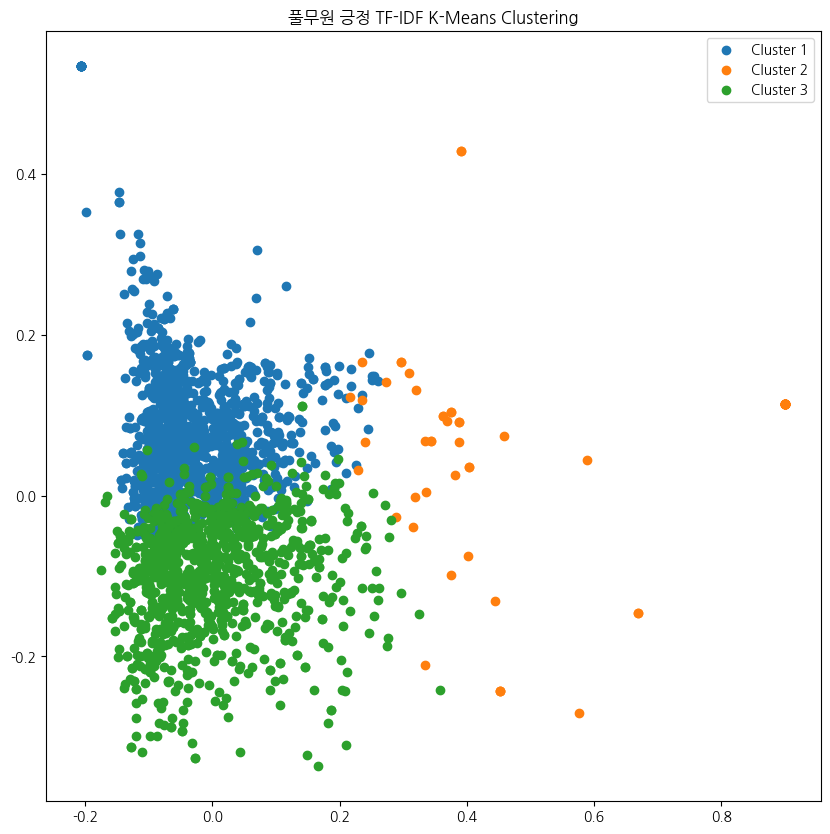 풀무원 긍정 TF-IDF K-Means Clustering
Cluster 1
Cluster 2
Cluster 3
0.4
0.2
0.0
-0.2
-0.2 0.0 0.2 0.4 0.6 0.8